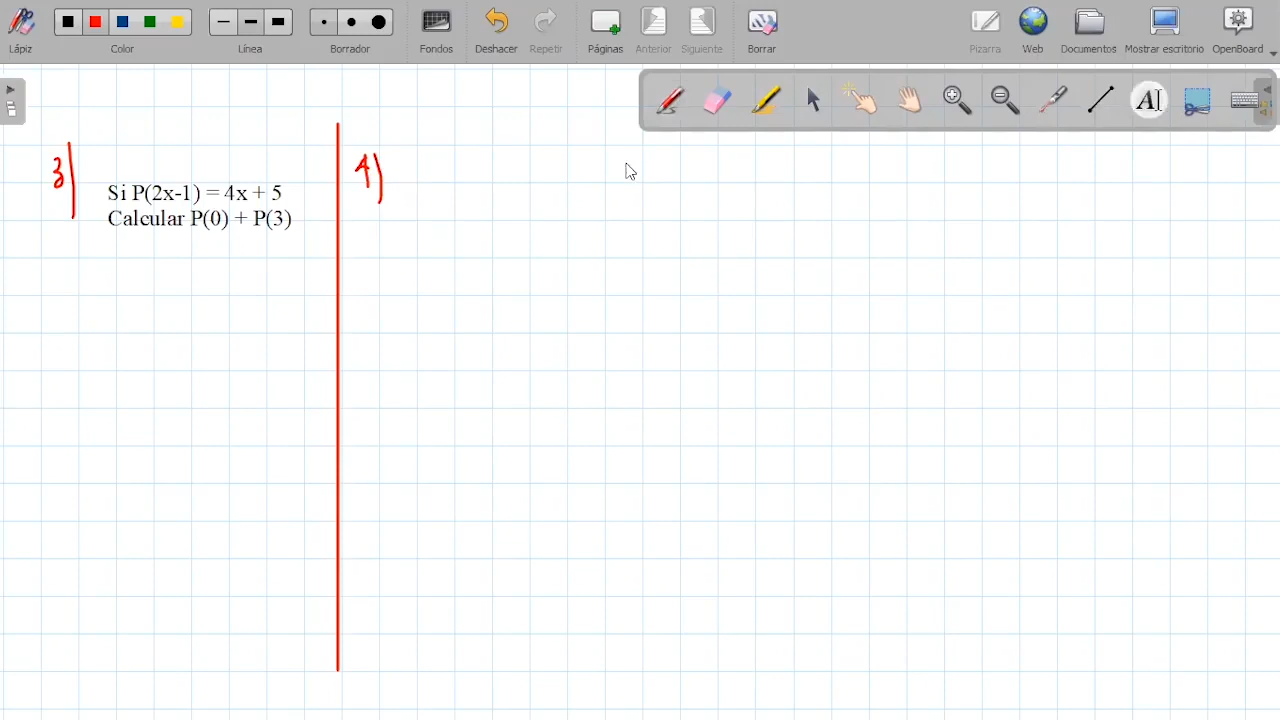 Lápiz
Color
Línea
Borrador
Fondos
Deshacer
Repetir
Páginas
Anterior
Siguiente
Borrar
Pizarra
Web
Documentos
Mostrar escritorio
OpenBoard
AI
3)
Si P(2x-1) = 4x + 5
Calcular P(0) + P(3)
4)